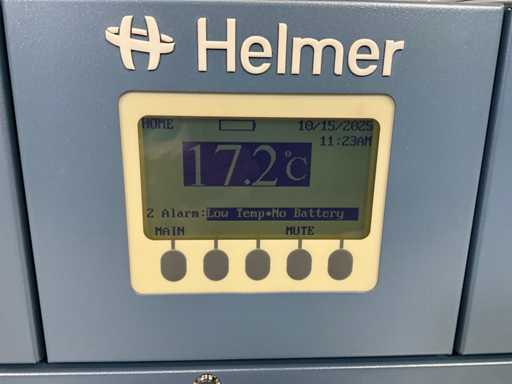 Helmer
HOME 10/15/2025
11:23AM
17.2°C
2 Alarm:Low Temp•No Battery
MAIN MUTE